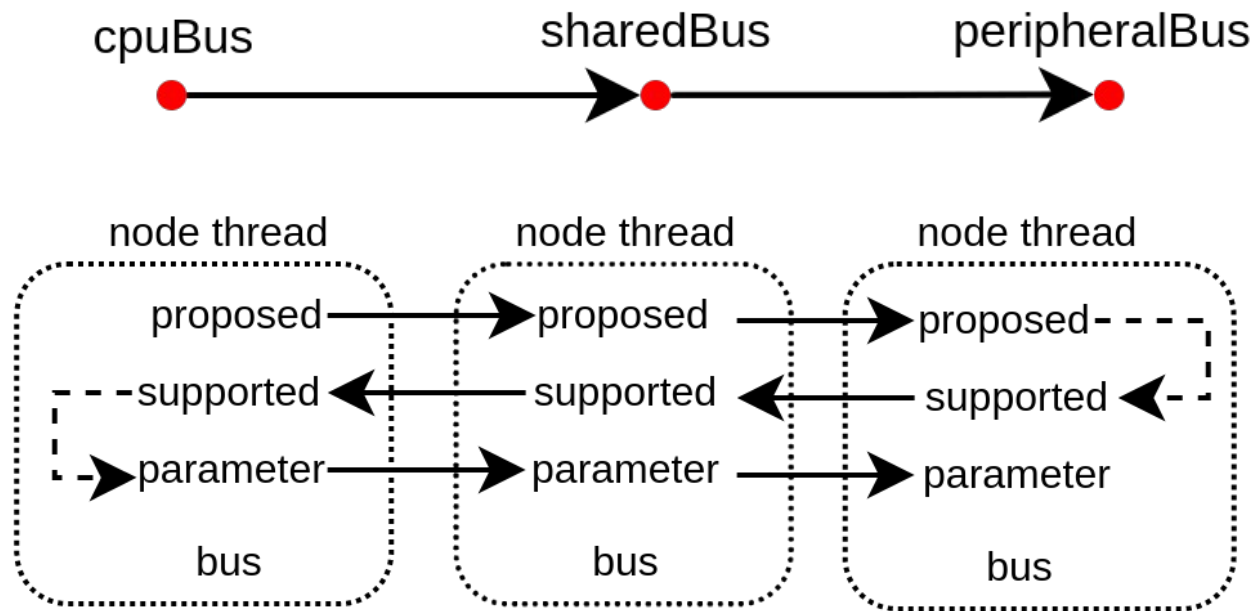 cpuBus sharedBus peripheralBus
node thread node thread node thread
proposed proposed proposed
supported supported supported
parameter parameter parameter
bus bus bus